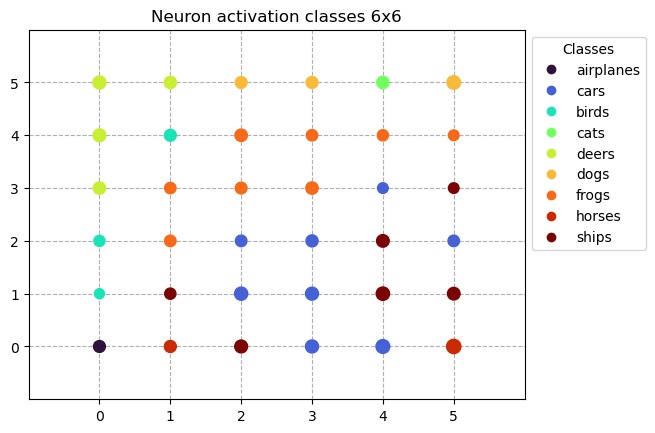 Neuron activation classes 6x6
5
4
3
2
1
0
0 1 2 3 4 5
Classes
airplanes
cars
birds
cats
deers
dogs
frogs
horses
ships